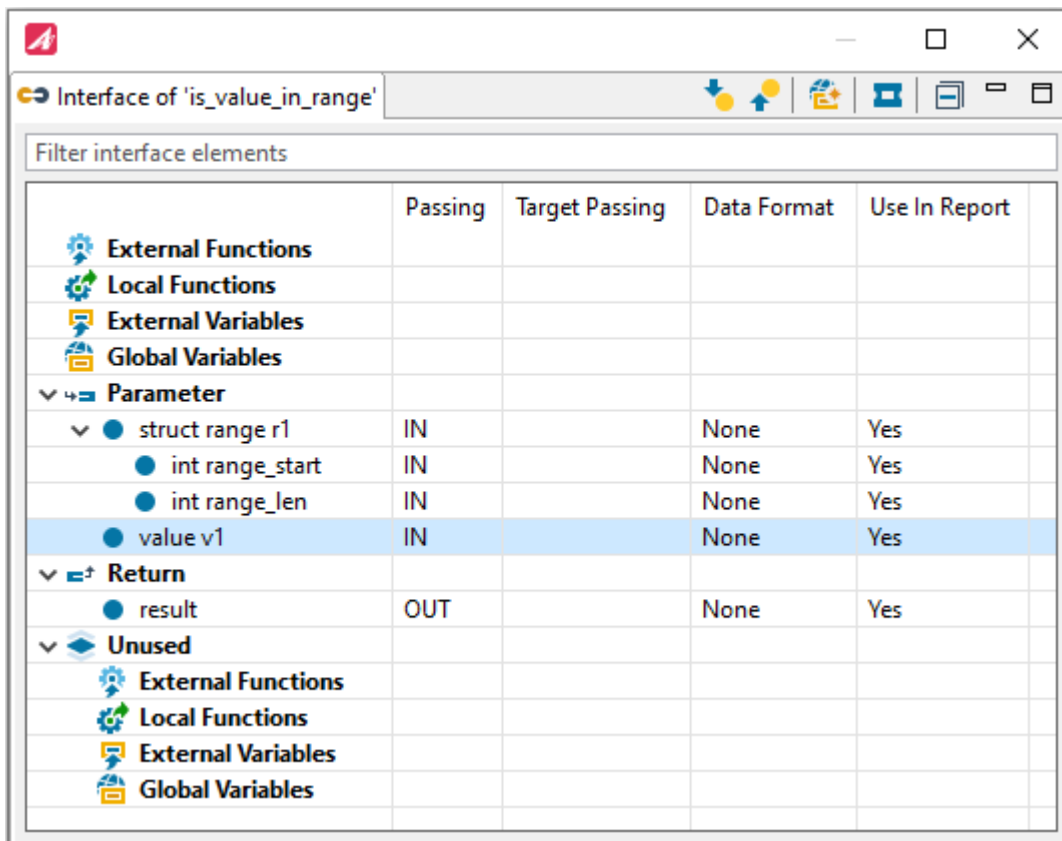 Interface of 'is_value_in_range'
Filter interface elements
Passing Target Passing Data Format Use In Report
External Functions
Local Functions
External Variables
Global Variables
Parameter
struct range r1 IN None Yes
int range_start IN None Yes
int range_len IN None Yes
value v1 IN None Yes
Return
result OUT None Yes
Unused
External Functions
Local Functions
External Variables
Global Variables